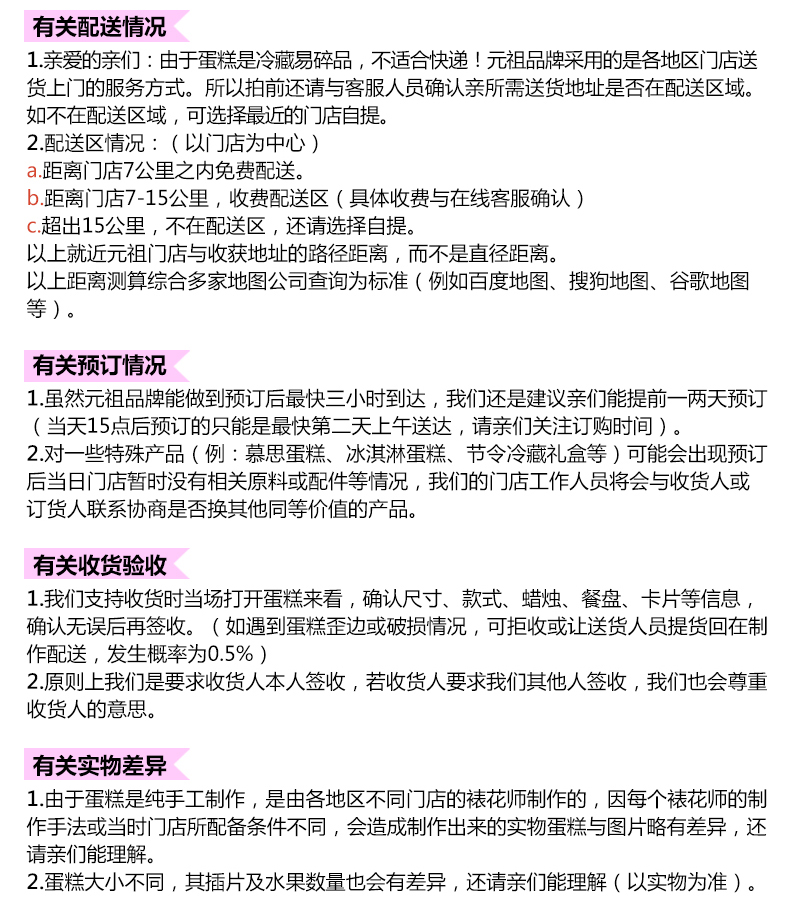 有关配送情况
1.亲爱的亲们：由于蛋糕是冷藏易碎品，不适合快递！元祖品牌采用的是各地区门店送
货上门的服务方式。所以拍前还请与客服人员确认亲所需送货地址是否在配送区域。
如不在配送区域，可选择最近的门店自提。
2.配送区情况：（以门店为中心）
a.距离门店7公里之内免费配送。
b.距离门店7-15公里，收费配送区（具体收费与在线客服确认）
c.超出15公里，不在配送区，还请选择自提。
以上就近元祖门店与收获地址的路径距离，而不是直径距离。
以上距离测算综合多家地图公司查询为标准（例如百度地图、搜狗地图、谷歌地图
等）。
有关预订情况
1.虽然元祖品牌能做到预订后最快三小时到达，我们还是建议亲们能提前一两天预订
（当天15点后预订的只能是最快第二天上午送达，请亲们关注订购时间）。
2.对一些特殊产品（例：慕思蛋糕、冰淇淋蛋糕、节令冷藏礼盒等）可能会出现预订
后当日门店暂时没有相关原料或配件等情况，我们的门店工作人员将会与收货人或
订货人联系协商是否换其他同等价值的产品。
有关收货验收
1.我们支持收货时当场打开蛋糕来看，确认尺寸、款式、蜡烛、餐盘、卡片等信息，
确认无误后再签收。（如遇到蛋糕歪边或破损情况，可拒收或让送货人员提货回在制
作配送，发生概率为0.5%）
2.原则上我们是要求收货人本人签收，若收货人要求我们其他人签收，我们也会尊重
收货人的意思。
有关实物差异
1.由于蛋糕是纯手工制作，是由各地区不同门店的裱花师制作的，因每个裱花师的制
作手法或当时门店所配备条件不同，会造成制作出来的实物蛋糕与图片略有差异，还
请亲们能理解。
2.蛋糕大小不同，其插片及水果数量也会有差异，还请亲们能理解（以实物为准）。